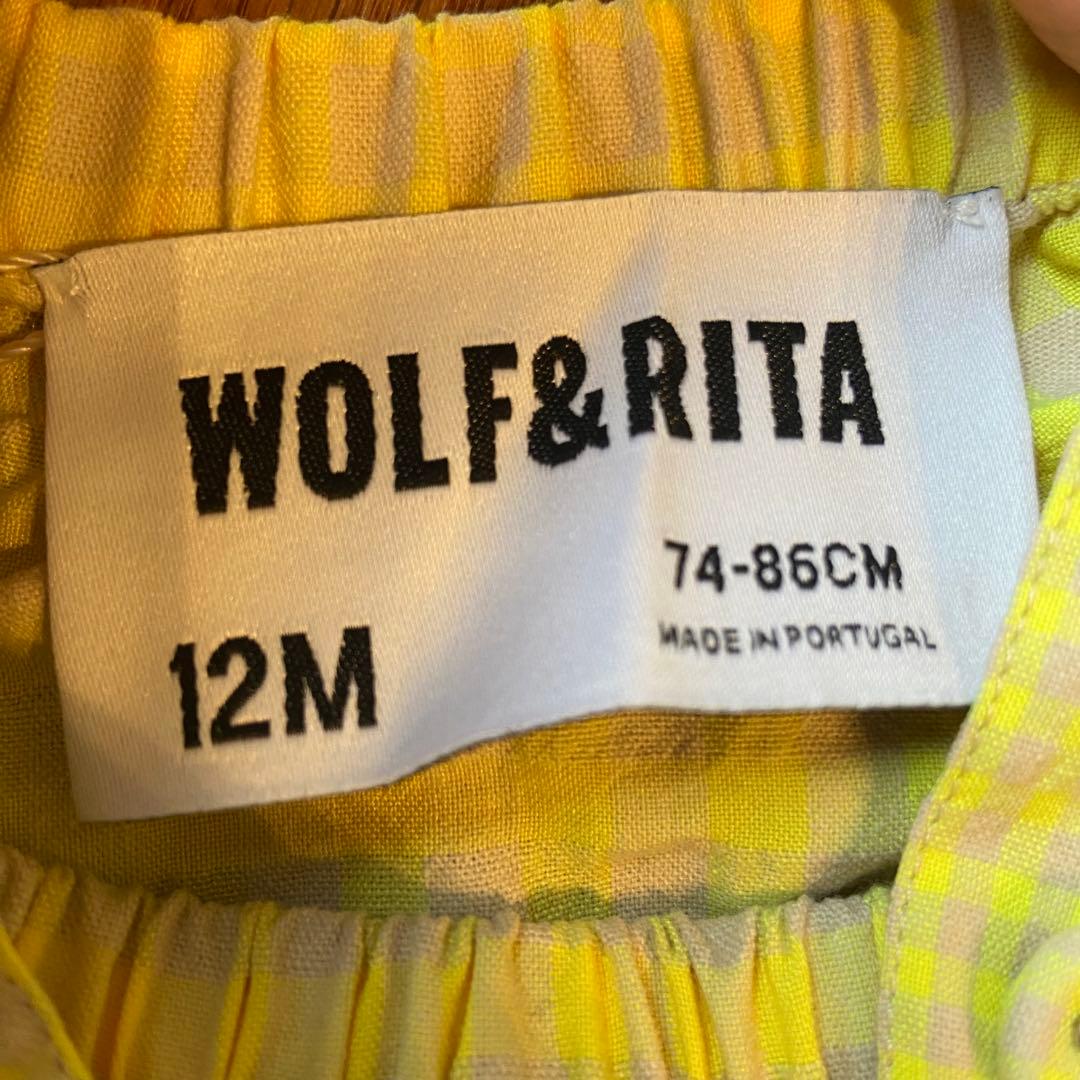 WOLF&RITA
74-86CM
MADE IN PORTUGAL
12M